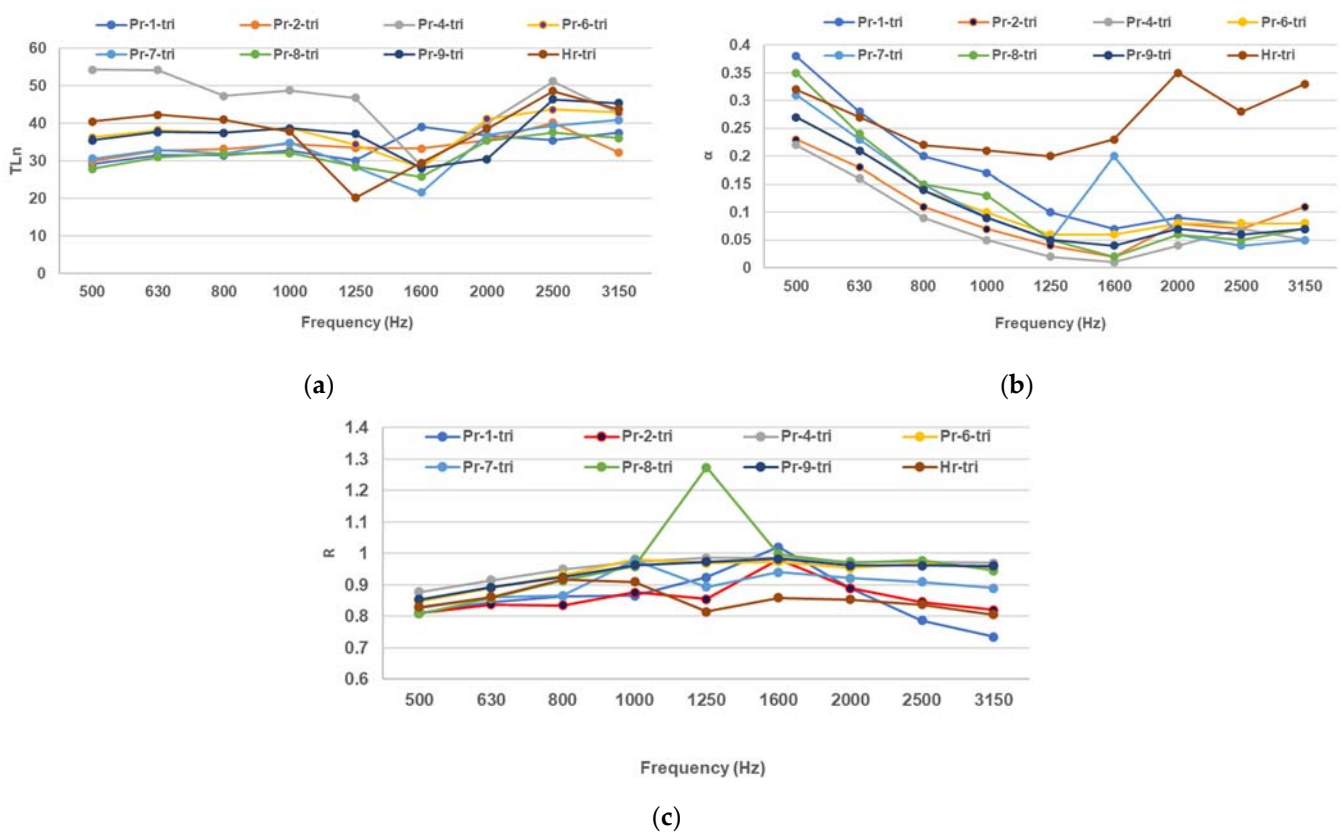 Pr-1-tri Pr-2-tri Pr-4-tri Pr-6-tri
Pr-7-tri Pr-8-tri Pr-9-tri Hr-tri
60
50
40
30
20
10
0
TLn
500 630 800 1000 1250 1600 2000 2500 3150
Frequency (Hz)
(a)
Pr-1-tri Pr-2-tri Pr-4-tri Pr-6-tri
Pr-7-tri Pr-8-tri Pr-9-tri Hr-tri
0.4
0.35
0.3
0.25
0.2
0.15
0.1
0.05
0
α
500 630 800 1000 1250 1600 2000 2500 3150
Frequency (Hz)
(b)
Pr-1-tri Pr-2-tri Pr-4-tri Pr-6-tri
Pr-7-tri Pr-8-tri Pr-9-tri Hr-tri
1.4
1.3
1.2
1.1
1
0.9
0.8
0.7
0.6
R
500 630 800 1000 1250 1600 2000 2500 3150
Frequency (Hz)
(c)